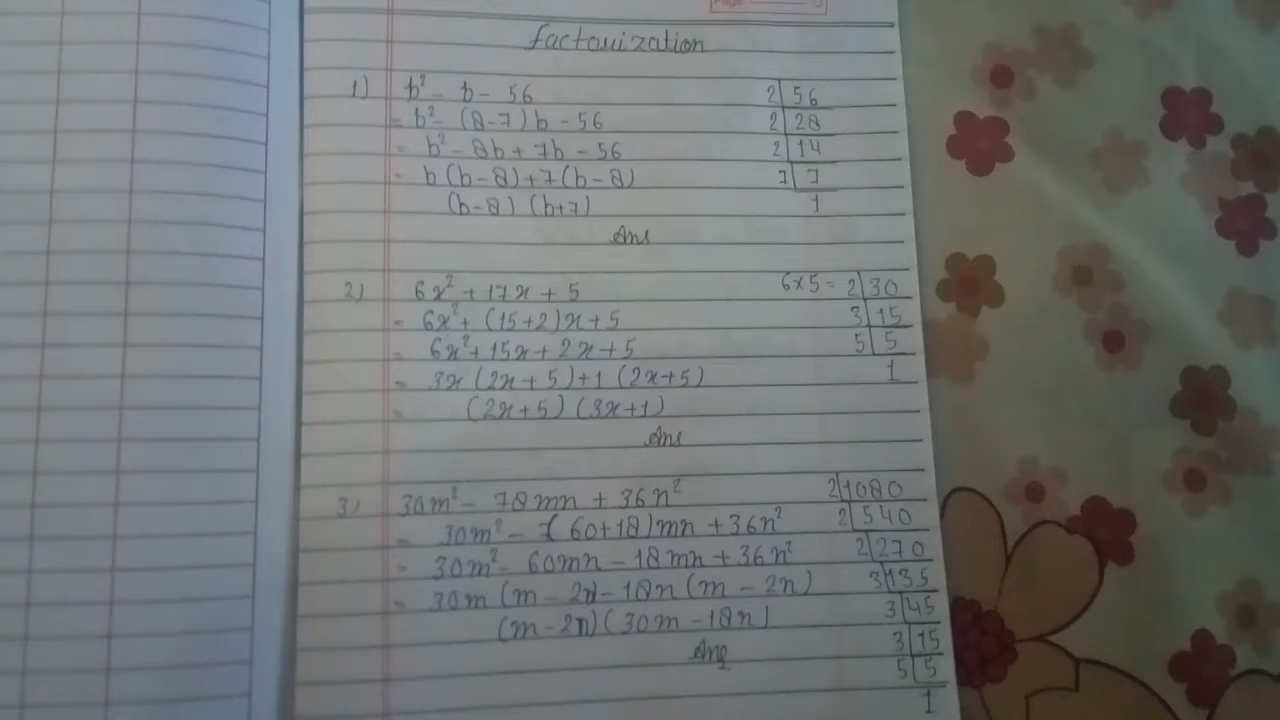 Page
factorization
1) b² - b - 56 2 56
= b² - (8-7)b - 56 2 28
= b² - 8b + 7b - 56 2 14
= b(b-8)+7(b-8) 7 7
(b-8) (b+7) 1
Ans
2) 6x² + 17x + 5 6×5 = 2 30
= 6x² + (15+2)x+5 3 15
= 6x² + 15x + 2x + 5 5 5
= 3x(2x+5)+1(2x+5) 1
= (2x+5) (3x+1)
Ans
3) 30m² - 78mn + 36n² 2 1080
= 30m² - (60+18)mn + 36n² 2 540
= 30m² - 60mn - 18mn + 36n² 2 270
= 30m (m - 2n) - 18n (m - 2n) 3 135
(m-2n) (30m - 18n) 3 45
Ans 3 15
5 5
1